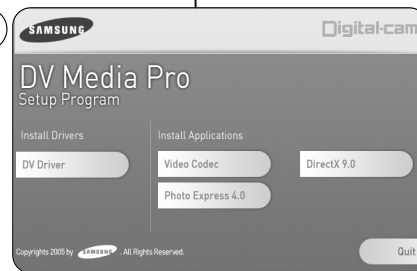 SAMSUNG
Digital-cam
DV Media Pro
Setup Program
Install Drivers
Install Applications
DV Driver
Video Codec
DirectX 9.0
Photo Express 4.0
Copyrights 2005 by SAMSUNG . All Rights Reserved.
Quit